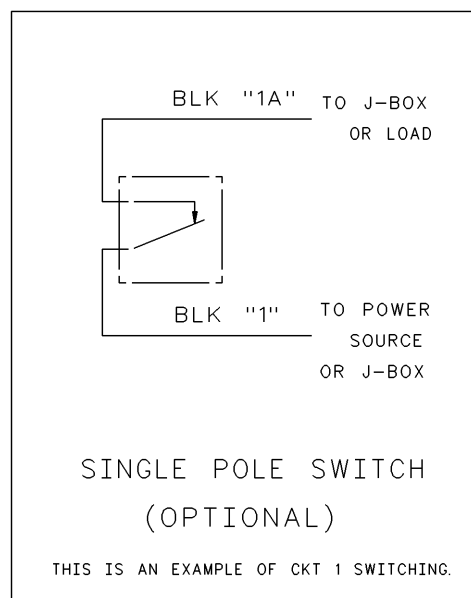 BLK "1A" TO J-BOX
OR LOAD
BLK "1" TO POWER
SOURCE
OR J-BOX
SINGLE POLE SWITCH
(OPTIONAL)
THIS IS AN EXAMPLE OF CKT 1 SWITCHING.